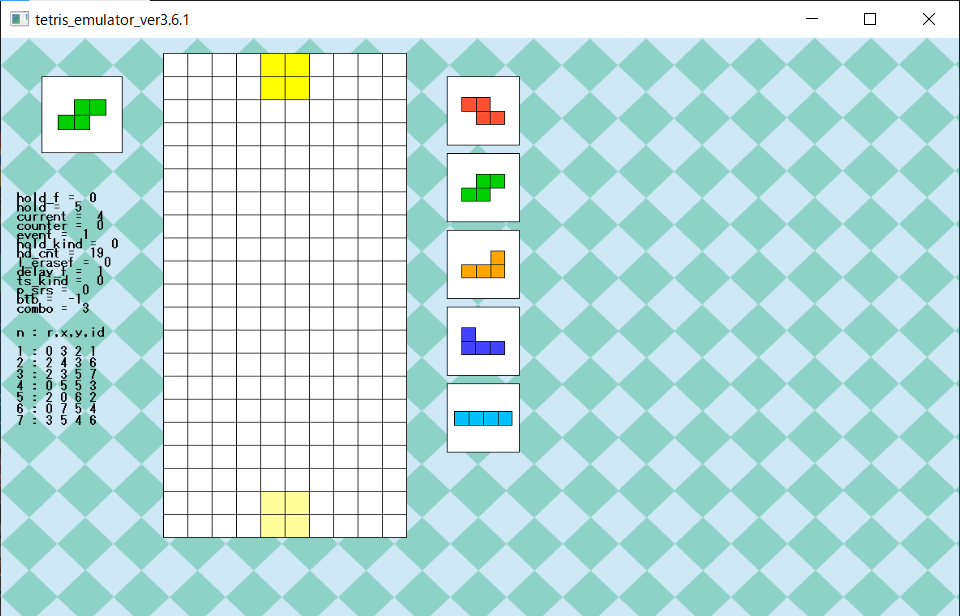 tetris_emulator_ver3.6.1
hold_f = 0
hold = 5
current = 4
counter = 0
event = 1
hold_kind = 0
hd_cnt = 19
l_erasef = 0
delay_f = 1
ts_kind = 0
p_srs = 0
btb = -1
combo = 3
n : r,x,y,id
1 : 0 3 2 1
2 : 2 4 3 6
3 : 2 3 5 7
4 : 0 5 5 3
5 : 2 0 6 2
6 : 0 7 5 4
7 : 3 5 4 6